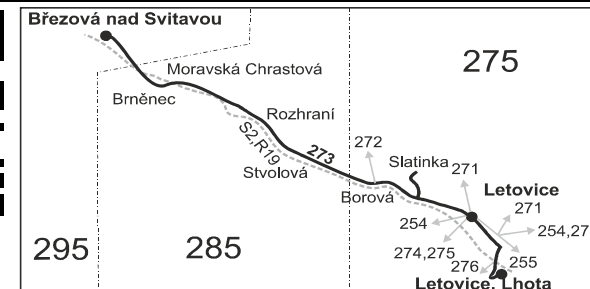 Březová nad Svitavou
275
Moravská Chrastová
Brněnec
Rozhraní
S2,R19
273
272
Stvolová
Slatinka
271
Borová
Letovice
271
254
254,27
274,275
255
276
295
285
Letovice, Lhota